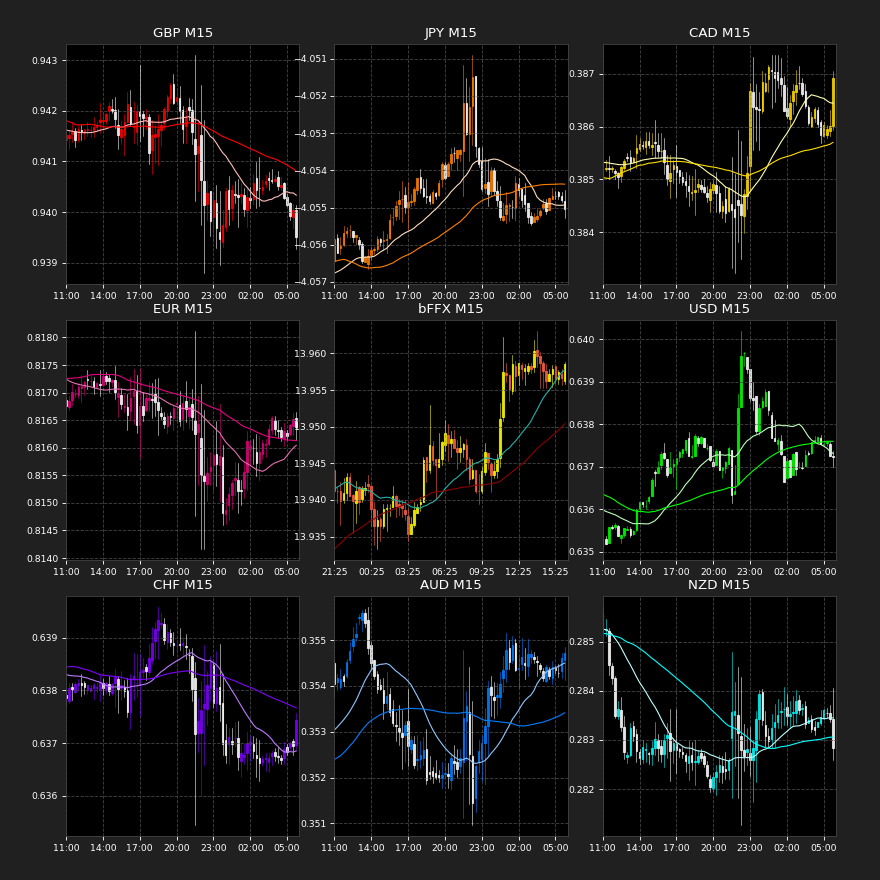 GBP M15
0.943
0.942
0.941
0.940
0.939
11:00 14:00 17:00 20:00 23:00 02:00 05:00
JPY M15
−4.051
−4.052
−4.053
−4.054
−4.055
−4.056
−4.057
11:00 14:00 17:00 20:00 23:00 02:00 05:00
CAD M15
0.387
0.386
0.385
0.384
11:00 14:00 17:00 20:00 23:00 02:00 05:00
EUR M15
0.8180
0.8175
0.8170
0.8165
0.8160
0.8155
0.8150
0.8145
0.8140
11:00 14:00 17:00 20:00 23:00 02:00 05:00
bFFX M15
13.960
13.955
13.950
13.945
13.940
13.935
21:25 00:25 03:25 06:25 09:25 12:25 15:25
USD M15
0.640
0.639
0.638
0.637
0.636
0.635
11:00 14:00 17:00 20:00 23:00 02:00 05:00
CHF M15
0.639
0.638
0.637
0.636
11:00 14:00 17:00 20:00 23:00 02:00 05:00
AUD M15
0.355
0.354
0.353
0.352
0.351
11:00 14:00 17:00 20:00 23:00 02:00 05:00
NZD M15
0.285
0.284
0.283
0.282
11:00 14:00 17:00 20:00 23:00 02:00 05:00